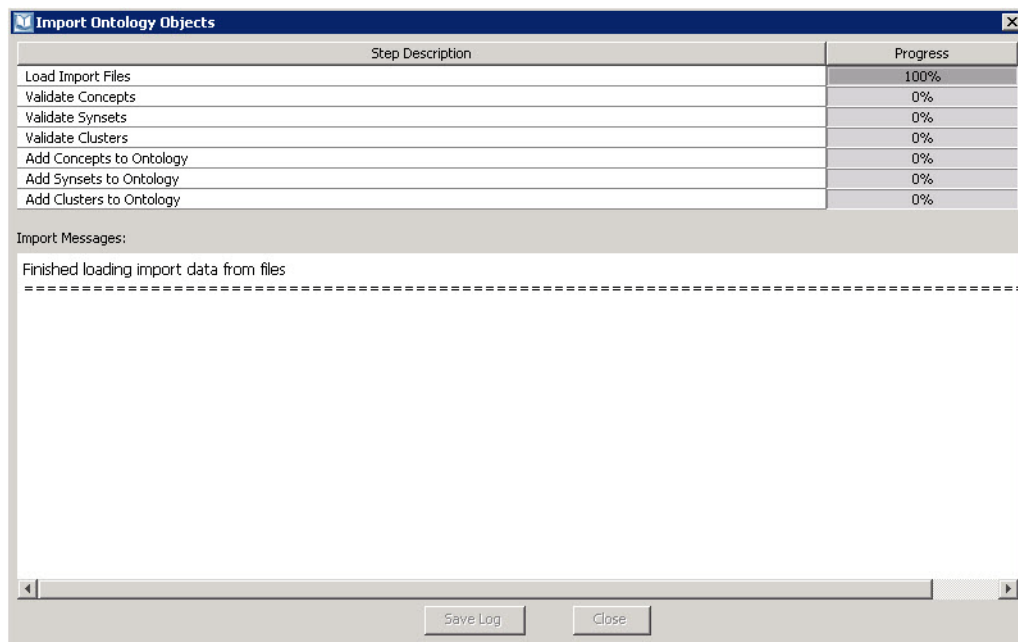 Import Ontology Objects
Step Description Progress
Load Import Files 100%
Validate Concepts 0%
Validate Synsets 0%
Validate Clusters 0%
Add Concepts to Ontology 0%
Add Synsets to Ontology 0%
Add Clusters to Ontology 0%
Import Messages:
Finished loading import data from files
=====================================================================================
Save Log Close